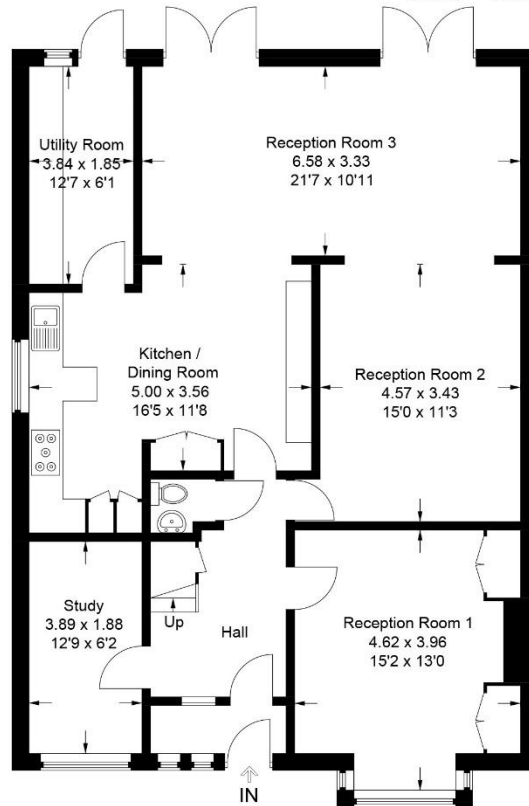 Utility Room
3.84 x 1.85
12'7 x 6'1
Reception Room 3
6.58 x 3.33
21'7 x 10'11
Kitchen /
Dining Room
5.00 x 3.56
16'5 x 11'8
Reception Room 2
4.57 x 3.43
15'0 x 11'3
Study
3.89 x 1.88
12'9 x 6'2
Up
Hall
Reception Room 1
4.62 x 3.96
15'2 x 13'0
IN